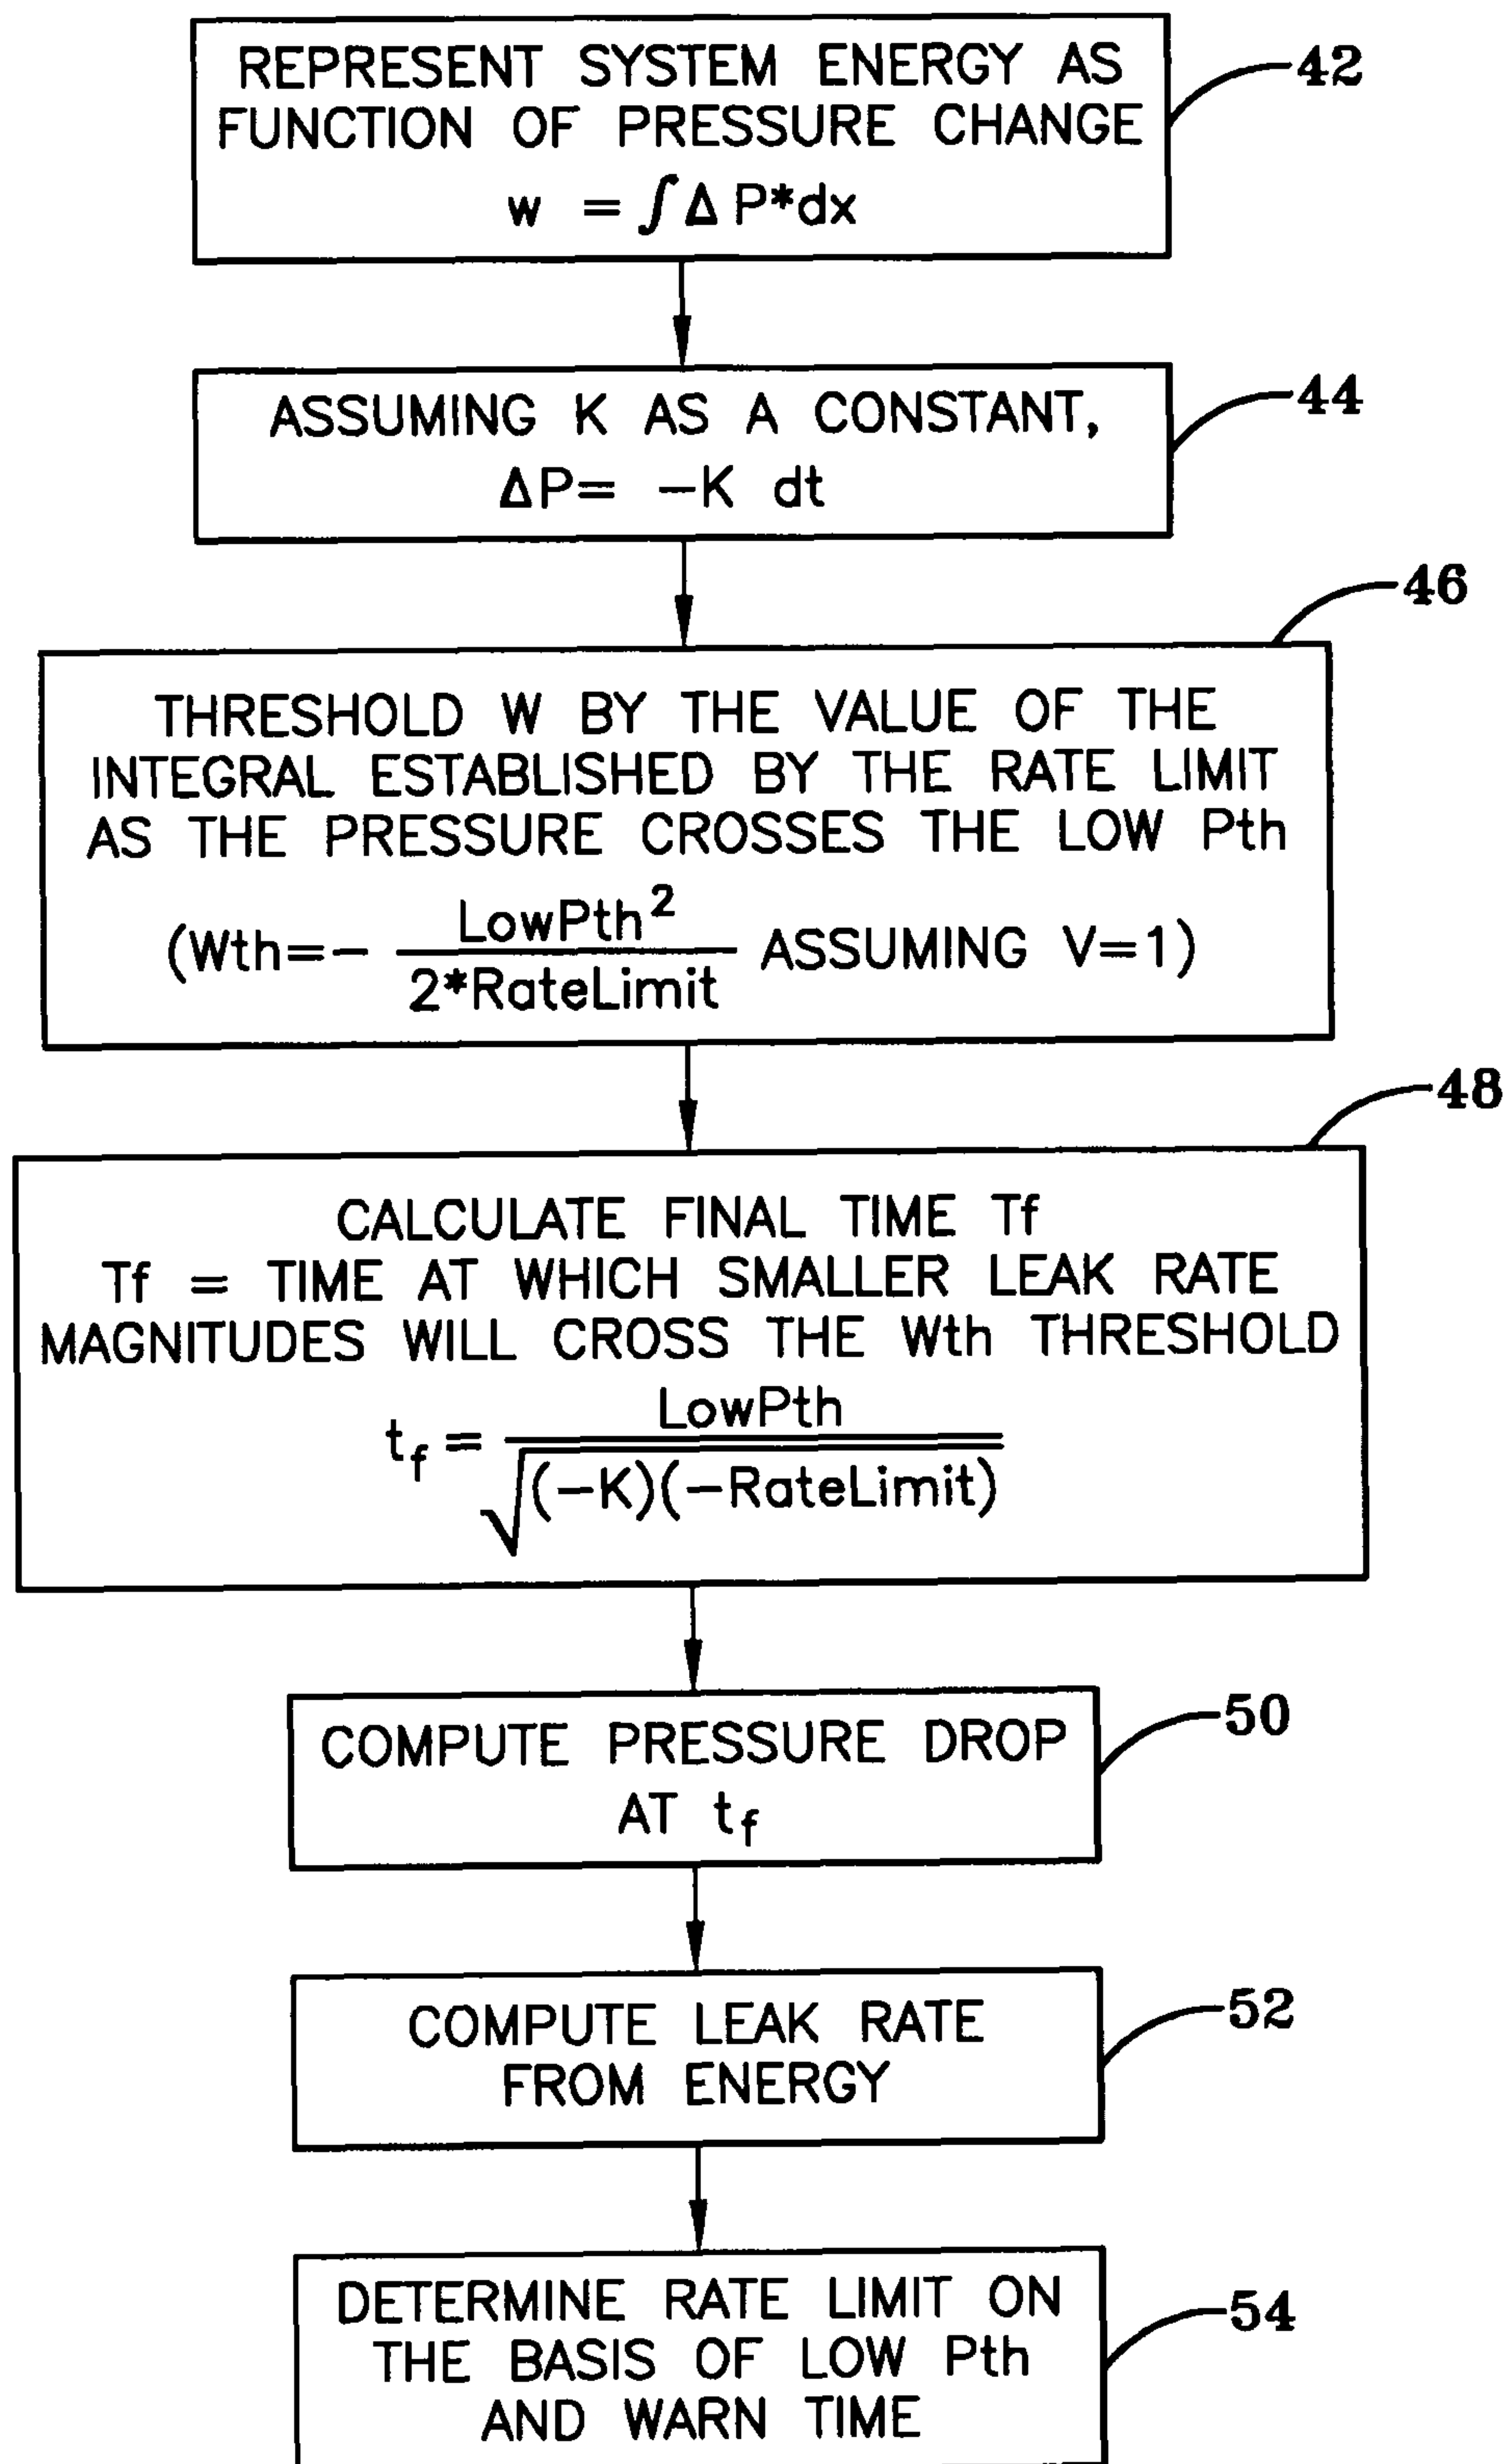 REPRESENT SYSTEM ENERGY AS
FUNCTION OF PRESSURE CHANGE
w = ∫Δ P*dx
42
ASSUMING K AS A CONSTANT,
ΔP= -K dt
44
46
THRESHOLD W BY THE VALUE OF THE
INTEGRAL ESTABLISHED BY THE RATE LIMIT
AS THE PRESSURE CROSSES THE LOW Pth
(Wth=- LowPth² / 2*RateLimit ASSUMING V=1)
48
CALCULATE FINAL TIME Tf
Tf = TIME AT WHICH SMALLER LEAK RATE
MAGNITUDES WILL CROSS THE Wth THRESHOLD
t_f = LowPth / √(-K)(-RateLimit)
COMPUTE PRESSURE DROP
AT t_f
50
COMPUTE LEAK RATE
FROM ENERGY
52
DETERMINE RATE LIMIT ON
THE BASIS OF LOW Pth
AND WARN TIME
54